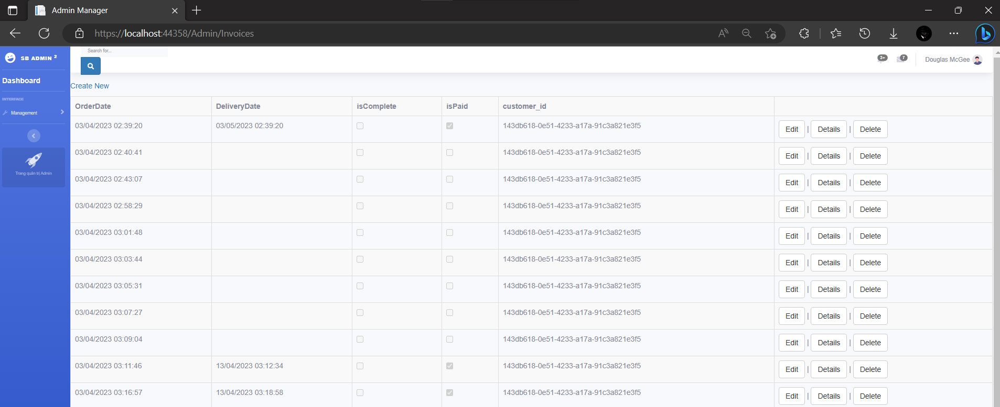 Admin Manager
https://localhost:44358/Admin/Invoices
SB ADMIN 2
Search for...
3+
7
Douglas McGee
Dashboard
Create New
INTERFACE
Management
Trang quản trị Admin
OrderDate DeliveryDate isComplete isPaid customer_id
03/04/2023 02:39:20 03/05/2023 02:39:20 143db618-0e51-4233-a17a-91c3a821e3f5 Edit | Details | Delete
03/04/2023 02:40:41 143db618-0e51-4233-a17a-91c3a821e3f5 Edit | Details | Delete
03/04/2023 02:43:07 143db618-0e51-4233-a17a-91c3a821e3f5 Edit | Details | Delete
03/04/2023 02:58:29 143db618-0e51-4233-a17a-91c3a821e3f5 Edit | Details | Delete
03/04/2023 03:01:48 143db618-0e51-4233-a17a-91c3a821e3f5 Edit | Details | Delete
03/04/2023 03:03:44 143db618-0e51-4233-a17a-91c3a821e3f5 Edit | Details | Delete
03/04/2023 03:05:31 143db618-0e51-4233-a17a-91c3a821e3f5 Edit | Details | Delete
03/04/2023 03:07:27 143db618-0e51-4233-a17a-91c3a821e3f5 Edit | Details | Delete
03/04/2023 03:09:04 143db618-0e51-4233-a17a-91c3a821e3f5 Edit | Details | Delete
03/04/2023 03:11:46 13/04/2023 03:12:34 143db618-0e51-4233-a17a-91c3a821e3f5 Edit | Details | Delete
03/04/2023 03:16:57 13/04/2023 03:18:58 143db618-0e51-4233-a17a-91c3a821e3f5 Edit | Details | Delete